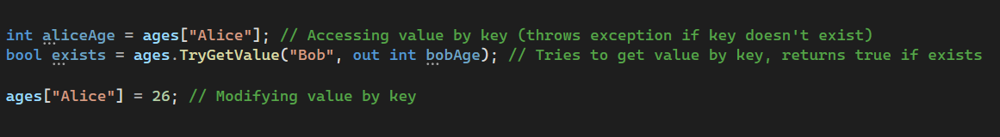 int aliceAge = ages["Alice"]; // Accessing value by key (throws exception if key doesn't exist)
bool exists = ages.TryGetValue("Bob", out int bobAge); // Tries to get value by key, returns true if exists
ages["Alice"] = 26; // Modifying value by key